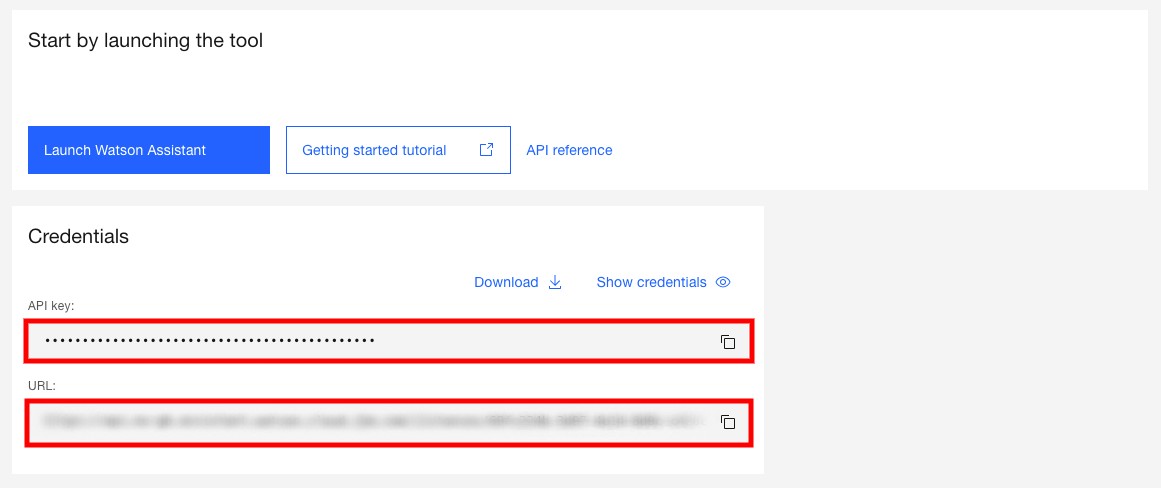 Start by launching the tool
Launch Watson Assistant
Getting started tutorial
API reference
Credentials
Download
Show credentials
API key:
••••••••••••••••••••••••••••••••••••••••••••
URL: